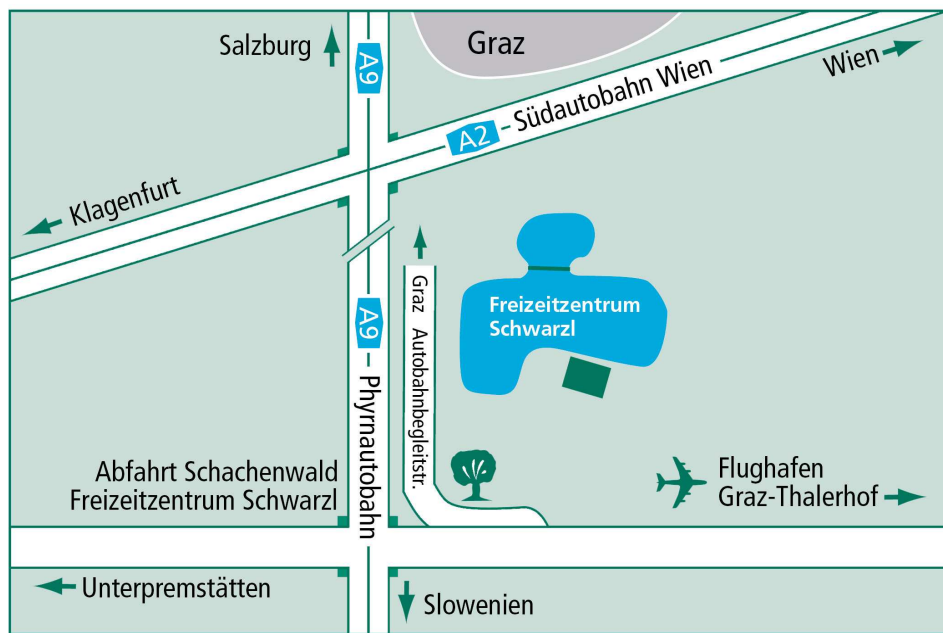 Salzburg
A9
Graz
Wien
A2 - Südautobahn Wien
Klagenfurt
Graz Autobahnbegleitstr.
Freizeitzentrum
Schwarzl
A9
Phyrnautobahn
Abfahrt Schachenwald
Freizeitzentrum Schwarzl
Flughafen
Graz-Thalerhof
Unterpremstätten
Slowenien